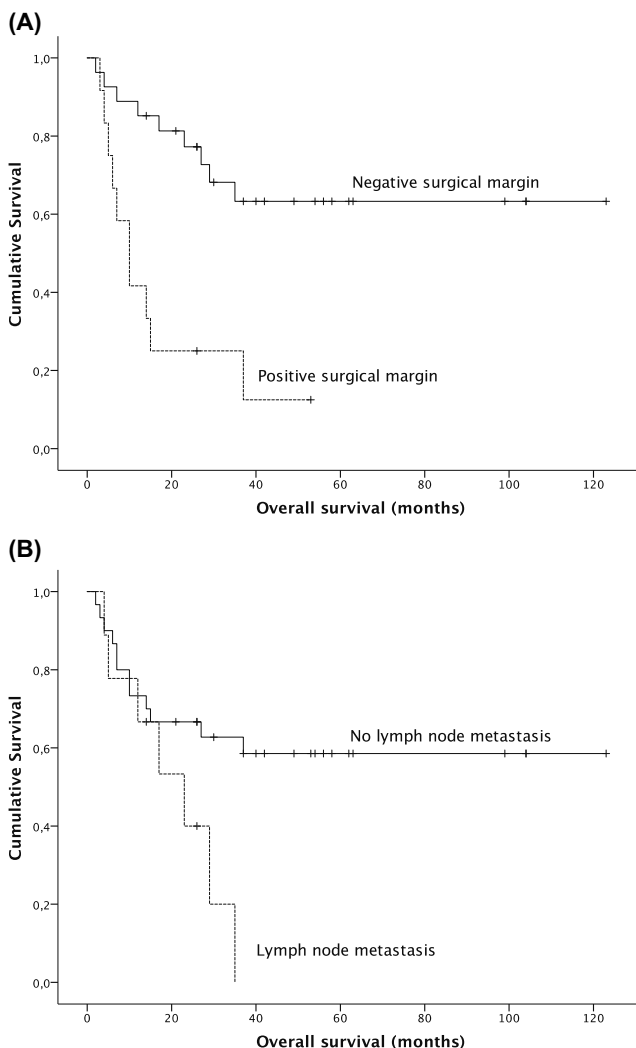 (A)
1,0
0,8
Negative surgical margin
0,6
Cumulative Survival
0,4
0,2
Positive surgical margin
0,0
0 20 40 60 80 100 120
Overall survival (months)
(B)
1,0
0,8
No lymph node metastasis
0,6
Cumulative Survival
0,4
0,2
Lymph node metastasis
0,0
0 20 40 60 80 100 120
Overall survival (months)